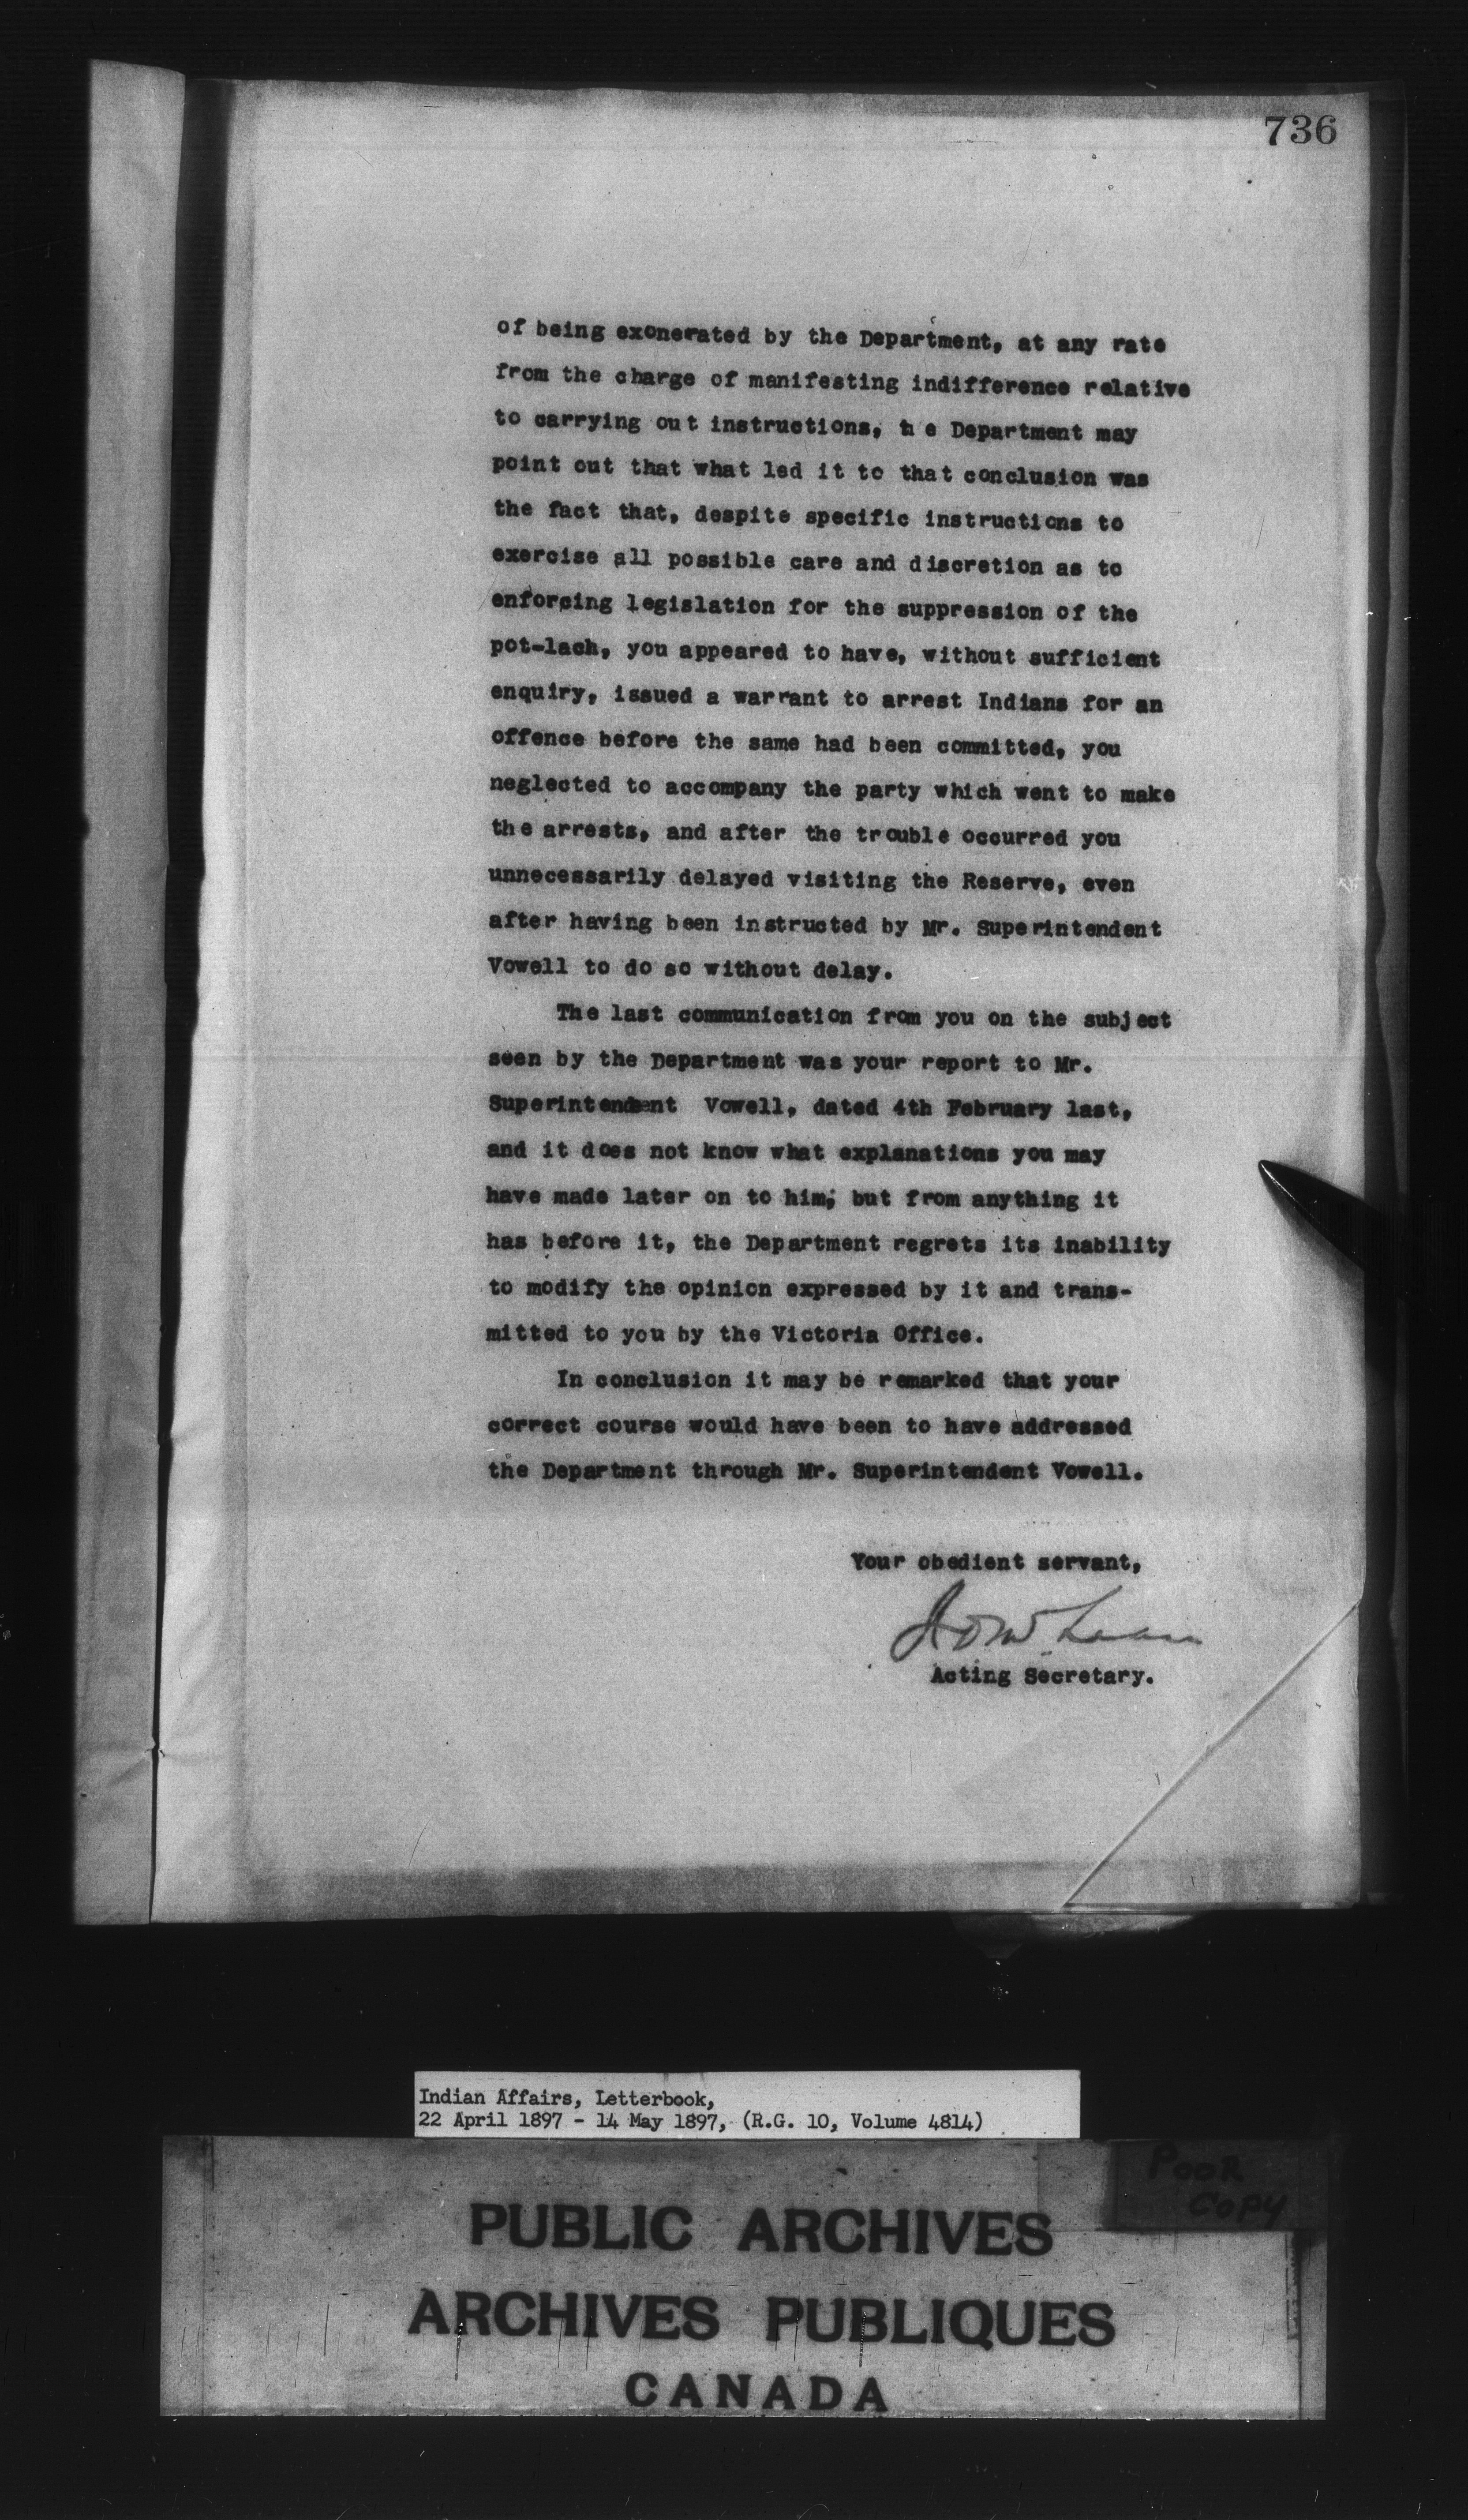 736
of being exonerated by the Department, at any rate
from the charge of manifesting indifference relative
to carrying out instructions, h e Department may
point out that what led it to that conclusion was
the fact that, despite specific instructions to
exercise all possible care and discretion as to
enforcing legislation for the suppression of the
pot-lach, you appeared to have, without sufficient
enquiry, issued a warrant to arrest Indians for an
offence before the same had been committed, you
neglected to accompany the party which went to make
the arrests, and after the trouble occurred you
unnecessarily delayed visiting the Reserve, even
after having been instructed by Mr. Superintendent
Vowell to do so without delay.
The last communication from you on the subject
seen by the Department was your report to Mr.
Superintendent Vowell, dated 4th February last,
and it does not know what explanations you may
have made later on to him; but from anything it
has before it, the Department regrets its inability
to modify the opinion expressed by it and trans-
mitted to you by the Victoria Office.
In conclusion it may be remarked that your
correct course would have been to have addressed
the Department through Mr. Superintendent Vowell.
Your obedient servant,
Acting Secretary.
Indian Affairs, Letterbook,
22 April 1897 - 14 May 1897, (R.G. 10, Volume 4814)
POOR
COPY
PUBLIC ARCHIVES
ARCHIVES PUBLIQUES
CANADA